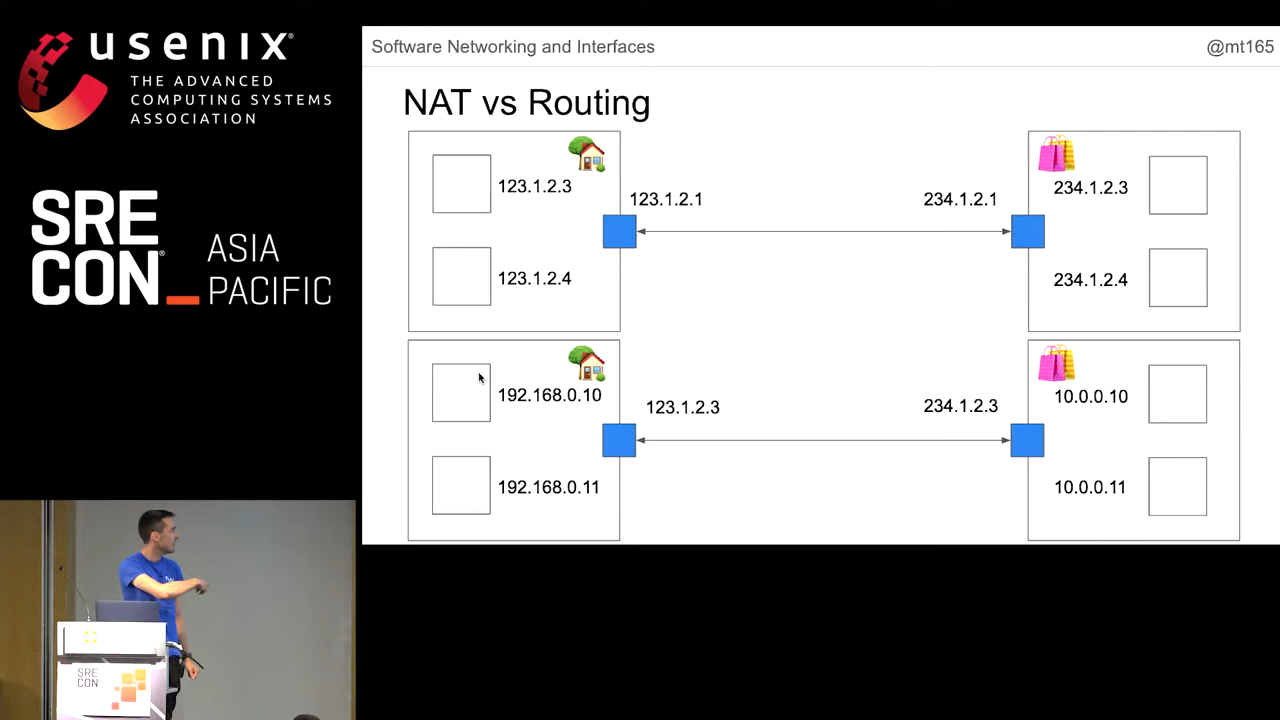 usenix
THE ADVANCED
COMPUTING SYSTEMS
ASSOCIATION
SRE
CON
ASIA
PACIFIC
Software Networking and Interfaces
@mt165
NAT vs Routing
123.1.2.3
123.1.2.4
123.1.2.1
234.1.2.1
234.1.2.3
234.1.2.4
192.168.0.10
192.168.0.11
123.1.2.3
234.1.2.3
10.0.0.10
10.0.0.11
SRE
CON